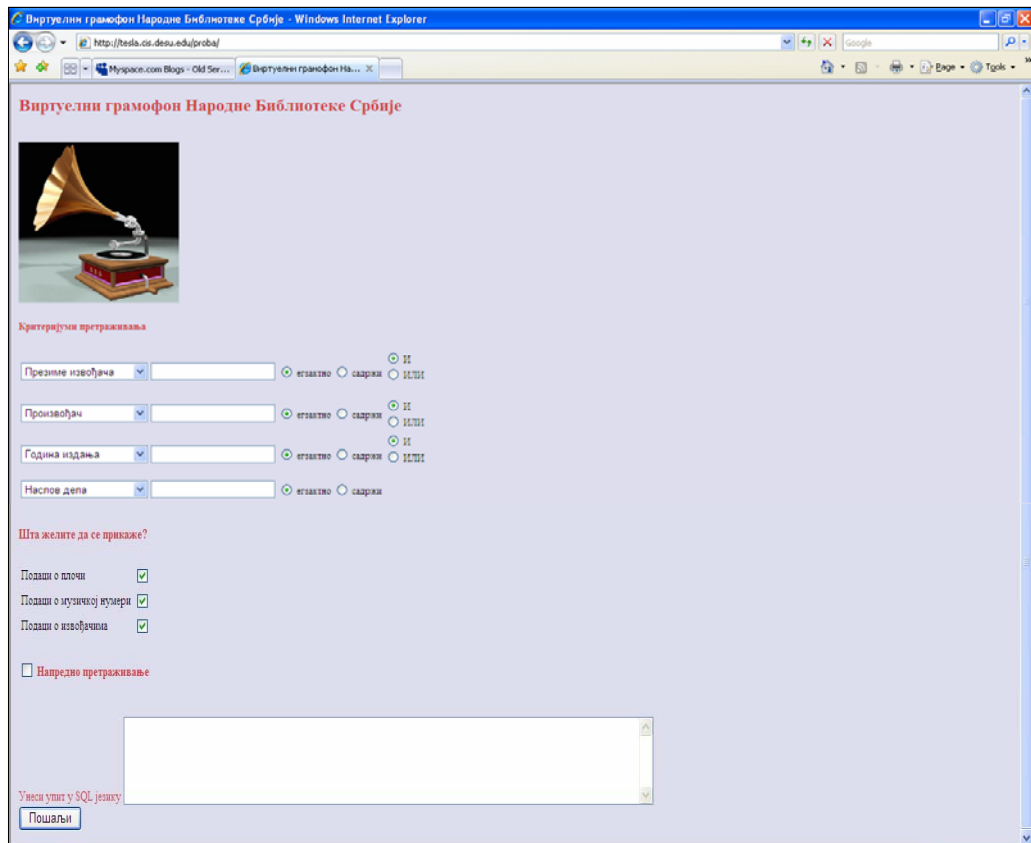 Виртуелни грамофон Народне Библиотеке Србије - Windows Internet Explorer
http://tesla.cis.desu.edu/proba/
Google
Myspace.com Blogs - Old Ser...
Виртуелни грамофон На...
Page
Tools
Виртуелни грамофон Народне Библиотеке Србије
Критеријуми претраживања
Презиме извођача егзактно садржи И ИЛИ
Произвођач егзактно садржи И ИЛИ
Година издања егзактно садржи И ИЛИ
Наслов дела егзактно садржи
Шта желите да се прикаже?
Подаци о плочи
Подаци о музичкој нумери
Подаци о извођачима
Напредно претраживање
Унеси упит у SQL језику
Пошаљи